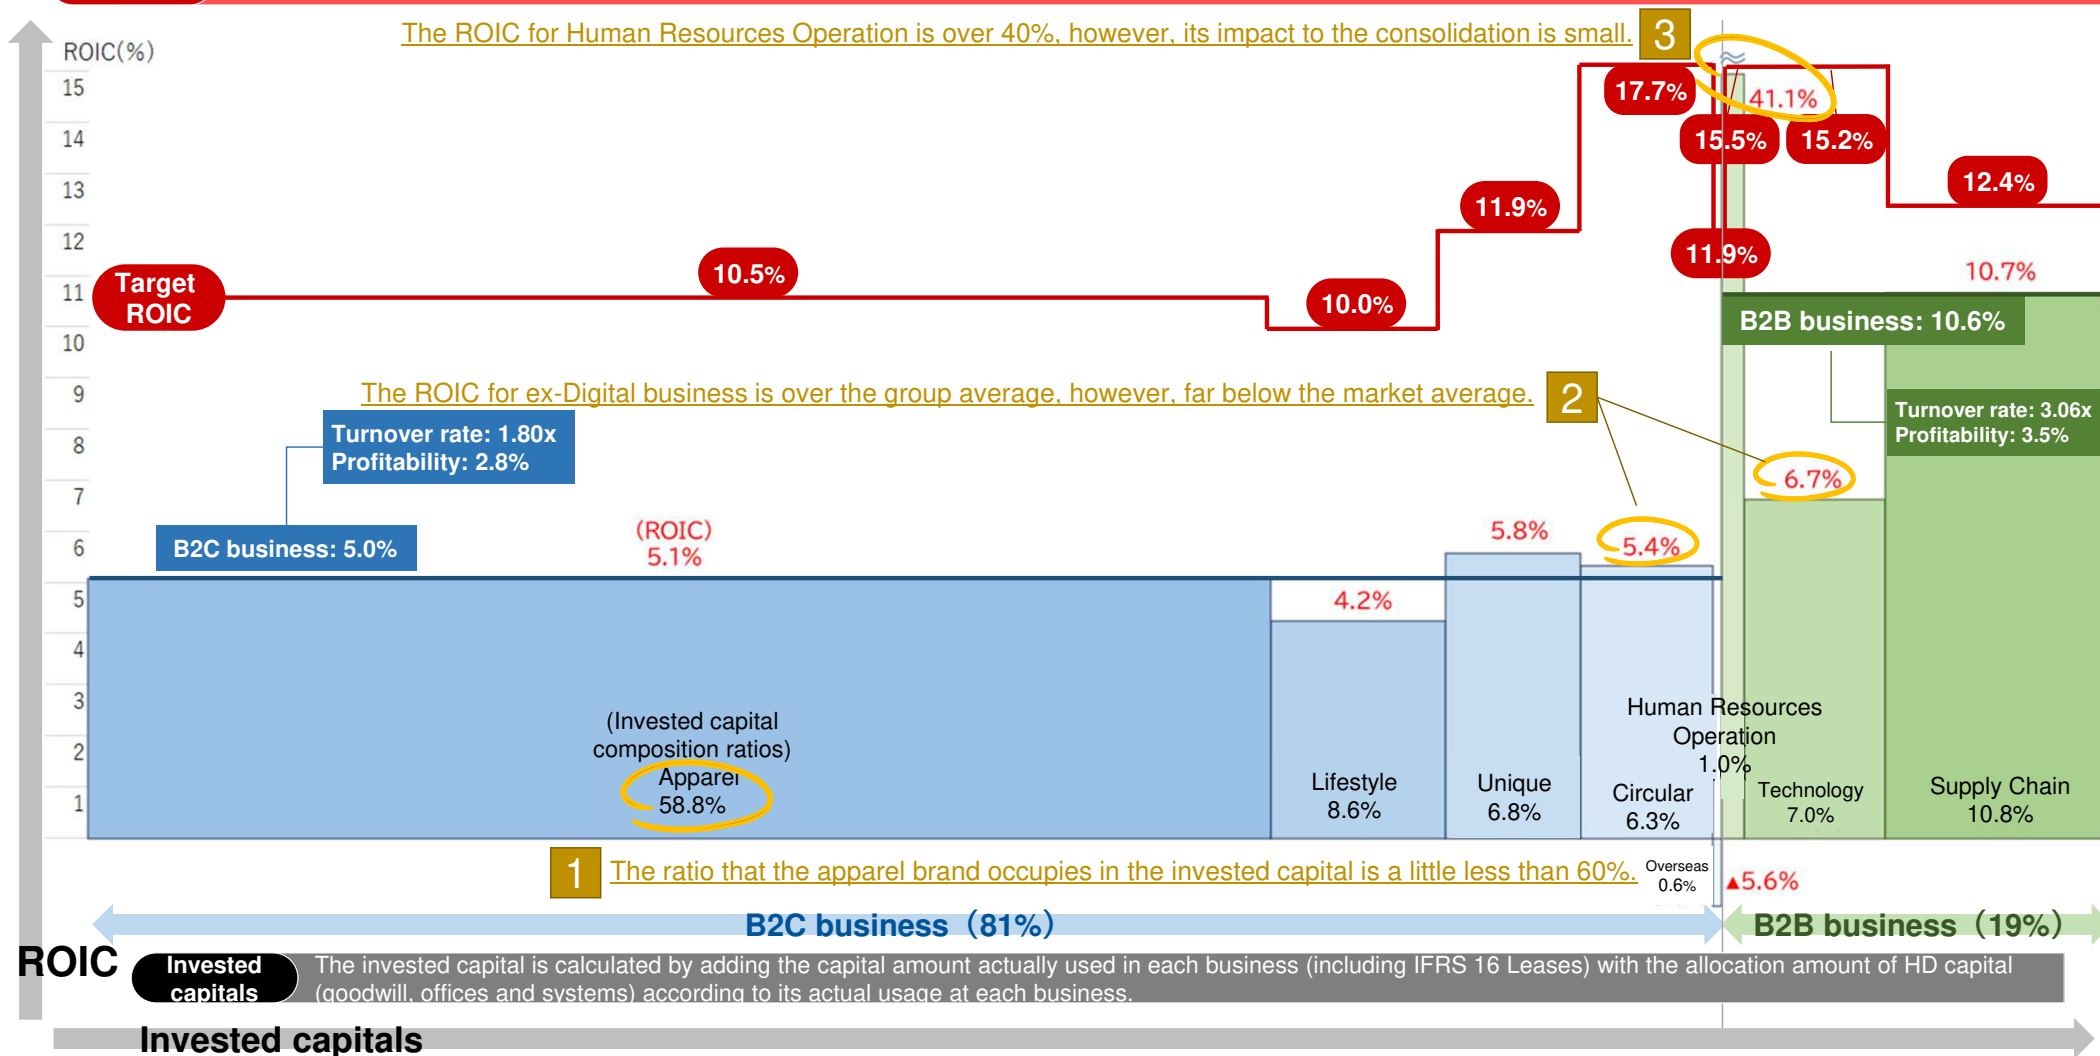 The ROIC for Human Resources Operation is over 40%, however, its impact to the consolidation is small.
3
ROIC(%)
15
14
13
12
11
10
9
8
7
6
5
4
3
2
1
17.7%
41.1%
15.5%
15.2%
12.4%
11.9%
11.9%
10.7%
10.5%
10.0%
Target
ROIC
B2B business: 10.6%
The ROIC for ex-Digital business is over the group average, however, far below the market average.
2
Turnover rate: 3.06x
Profitability: 3.5%
Turnover rate: 1.80x
Profitability: 2.8%
6.7%
B2C business: 5.0%
(ROIC)
5.1%
5.8%
5.4%
4.2%
(Invested capital
composition ratios)
Apparel
58.8%
Lifestyle
8.6%
Unique
6.8%
Circular
6.3%
Human Resources
Operation
1.0%
Technology
7.0%
Supply Chain
10.8%
1
The ratio that the apparel brand occupies in the invested capital is a little less than 60%.
Overseas
0.6%
▲5.6%
B2C business（81%）
B2B business（19%）
ROIC
Invested
capitals
The invested capital is calculated by adding the capital amount actually used in each business (including IFRS 16 Leases) with the allocation amount of HD capital
(goodwill, offices and systems) according to its actual usage at each business.
Invested capitals